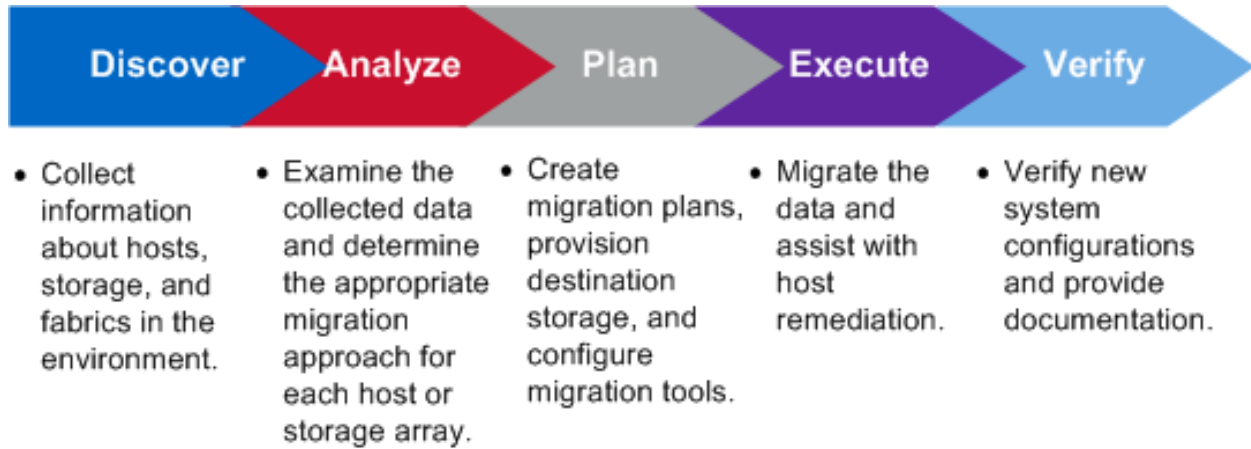 Discover
Analyze
Plan
Execute
Verify
• Collect
information
about hosts,
storage, and
fabrics in the
environment.
• Examine the
collected data
and determine
the appropriate
migration
approach for
each host or
storage array.
• Create
migration plans,
provision
destination
storage, and
configure
migration tools.
• Migrate the
data and
assist with
host
remediation.
• Verify new
system
configurations
and provide
documentation.